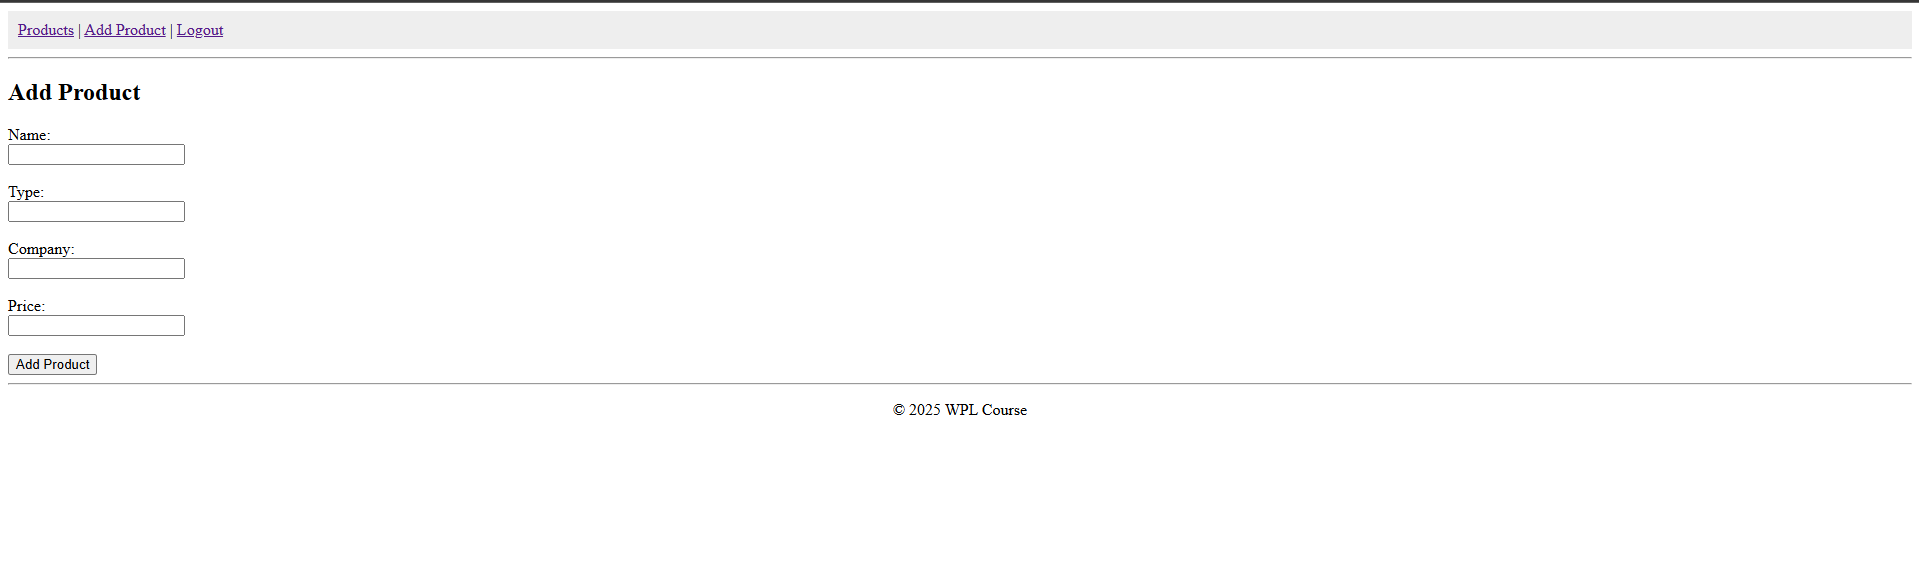 Products | Add Product | Logout
Add Product
Name:
Type:
Company:
Price:
Add Product
© 2025 WPL Course